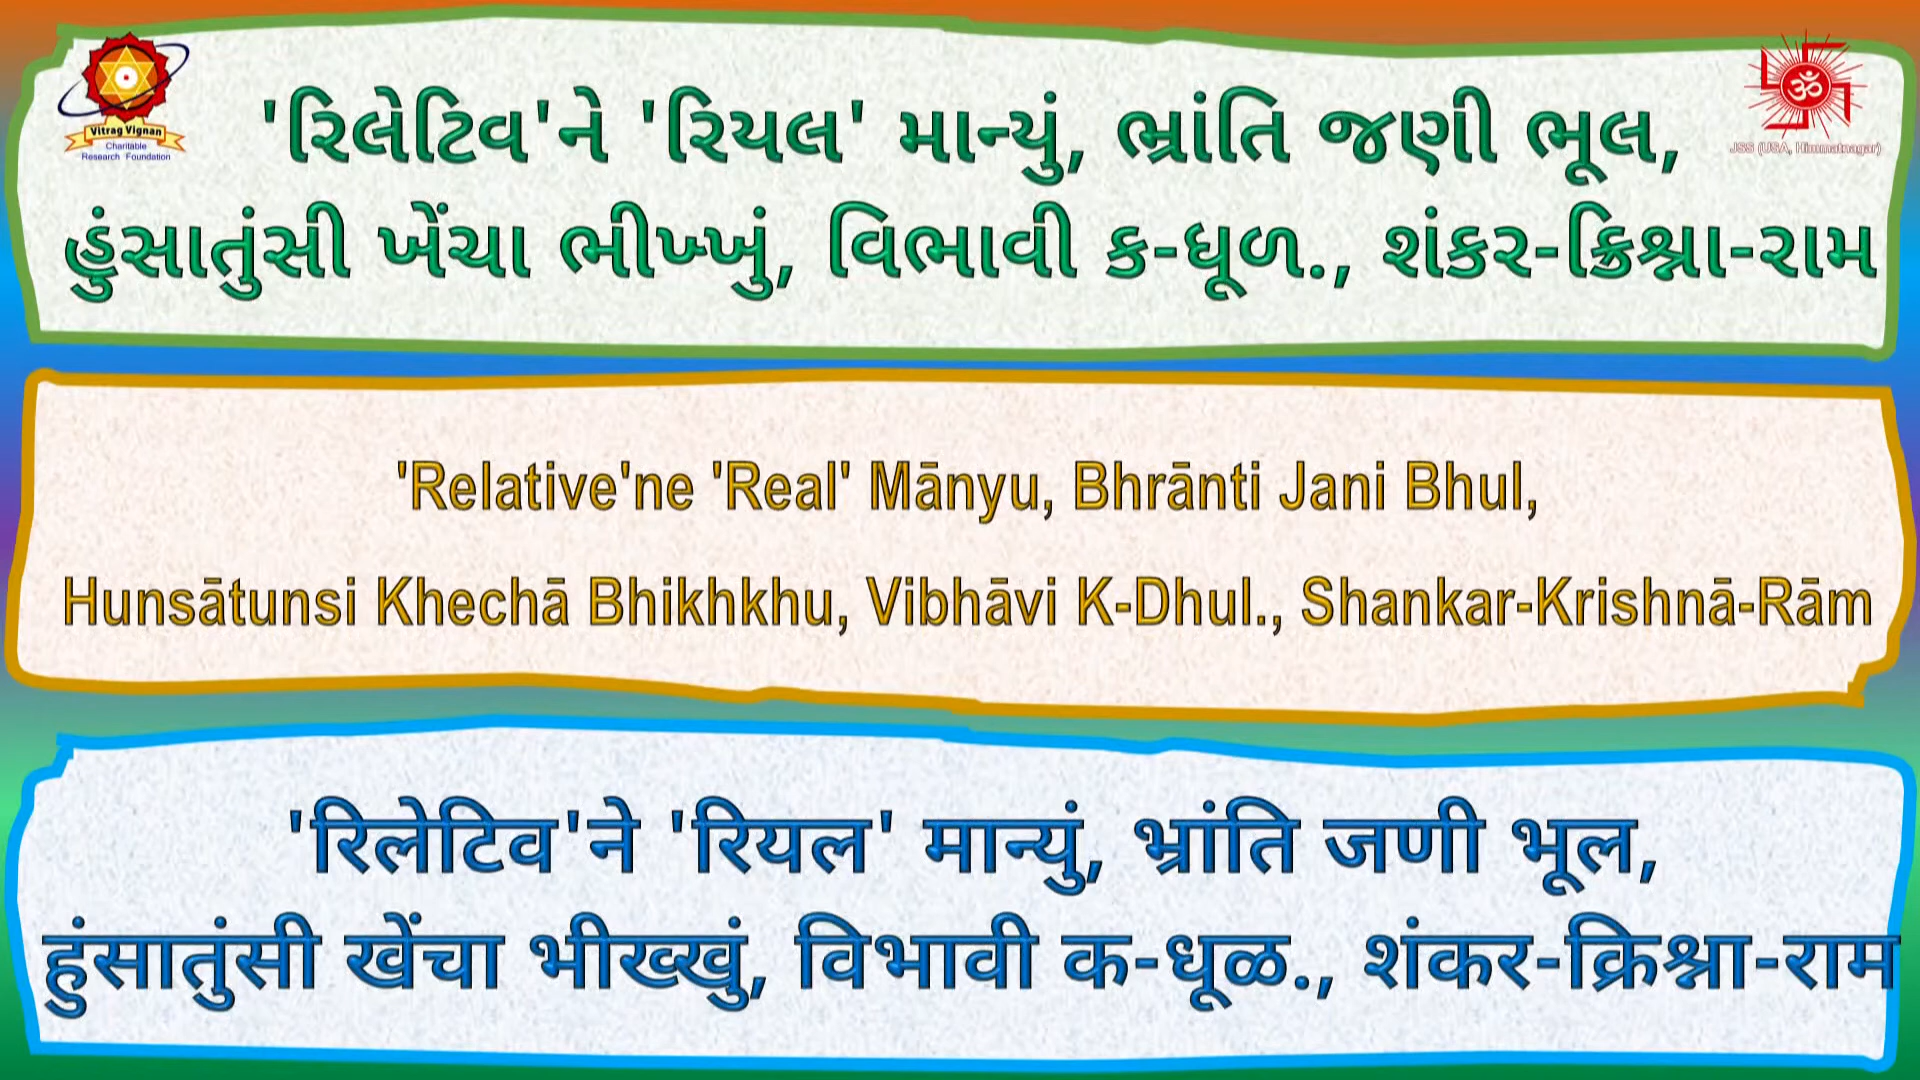 Vitrag Vignan
Charitable
Research Foundation
ૐ
JSS (USA, Himmatnagar)
'રિલેટિવ'ને 'રિયલ' માન્યું, ભ્રાંતિ જણી ભૂલ,
હુંસાતુંસી ખેંચા ભીખ્ખું, વિભાવી ક-ધૂળ., શંકર-ક્રિશ્ના-રામ
'Relative'ne 'Real' Mānyu, Bhrānti Jani Bhul,
Hunsātunsi Khechā Bhikhkhu, Vibhāvi K-Dhul., Shankar-Krishnā-Rām
'रिलेटिव'ने 'रियल' मान्युं, भ्रांति जणी भूल,
हुंसातुंसी खेंचा भीख्खुं, विभावी क-धूळ., शंकर-क्रिश्ना-राम